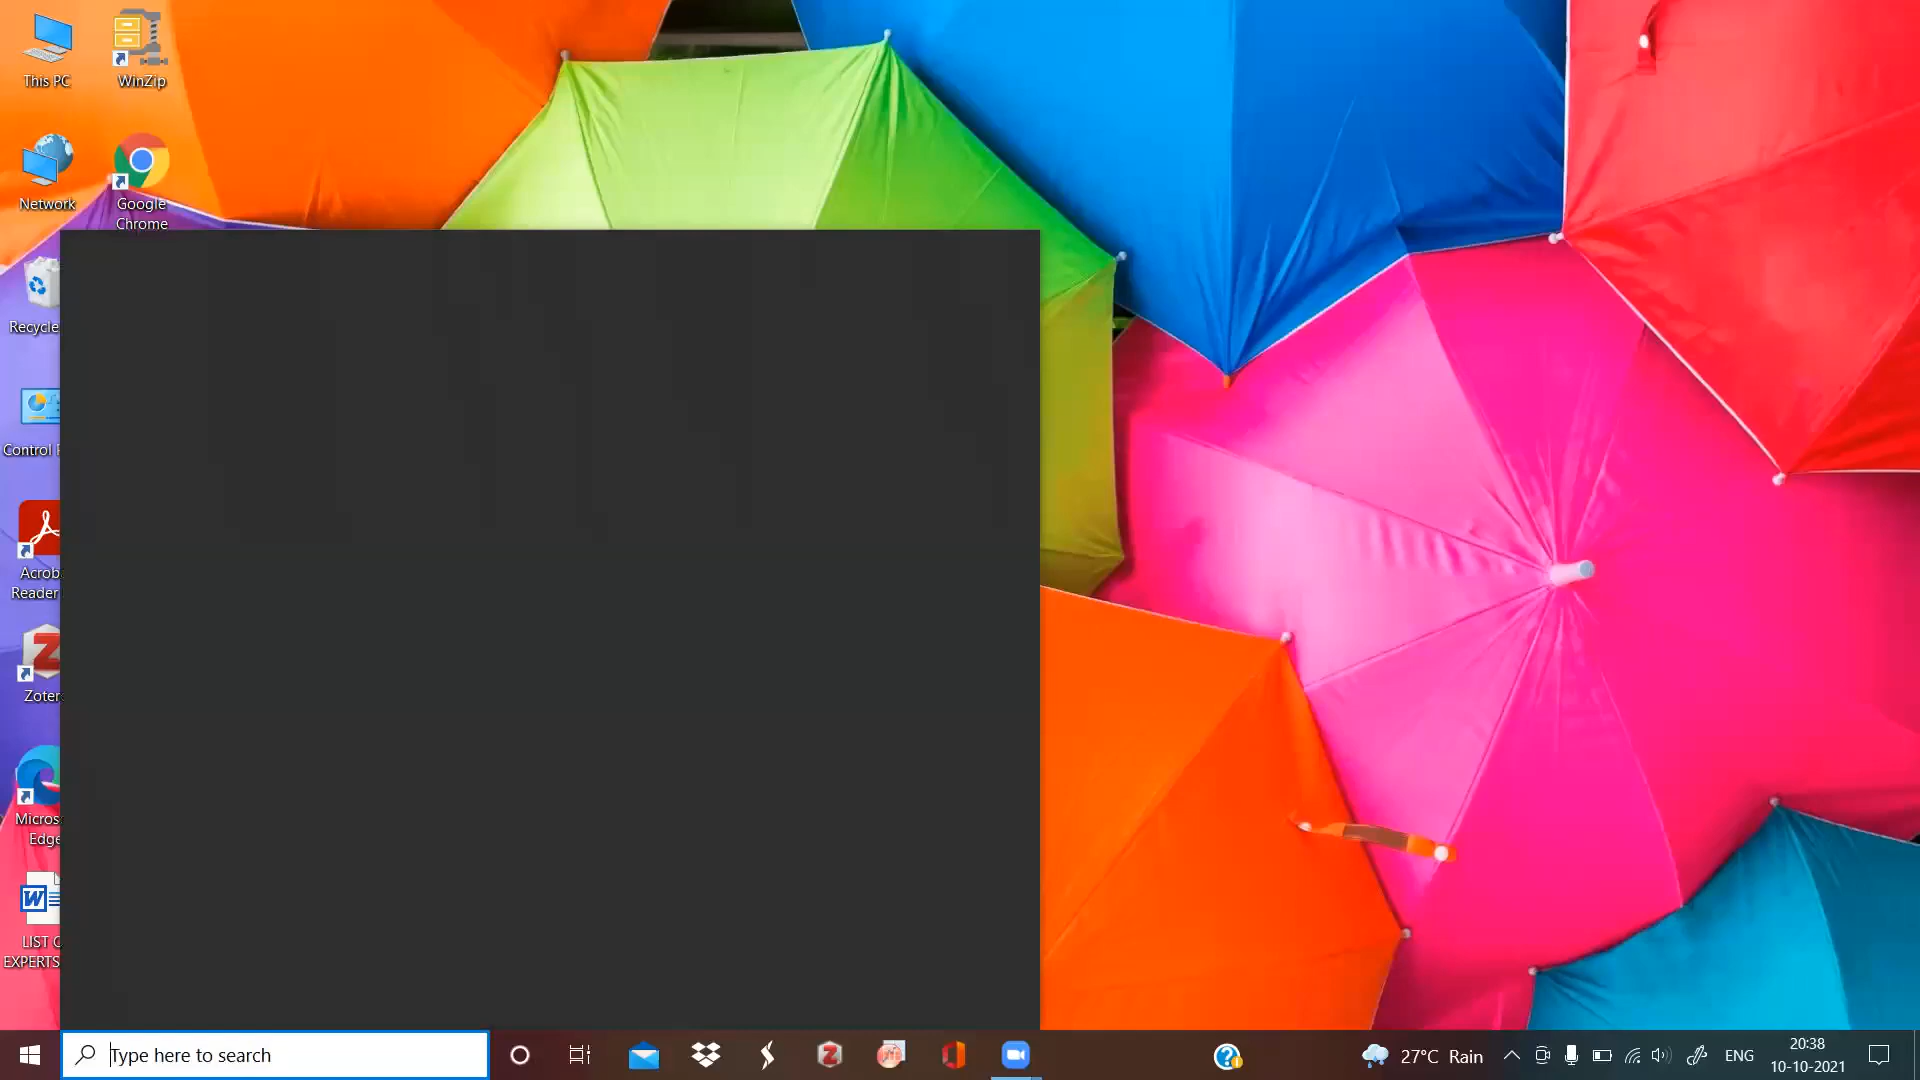 This PC
WinZip
Network
Google
Chrome
Recycle
Control
Acrob
Reader
Zoter
Micros
Edge
LIST
EXPERTS
Type here to search
27°C Rain
ENG
20:38
10-10-2021